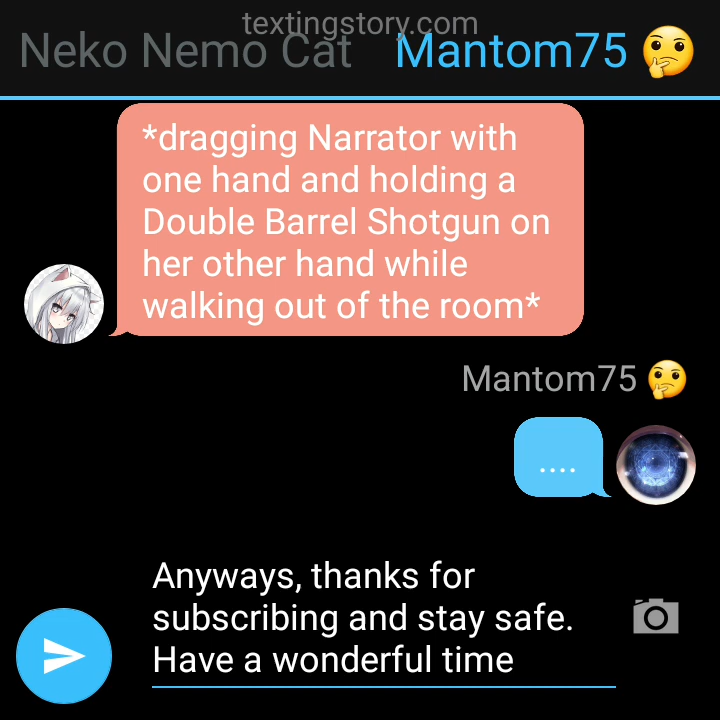 textingstory.com
Neko Nemo Cat Mantom75 🤔
*dragging Narrator with
one hand and holding a
Double Barrel Shotgun on
her other hand while
walking out of the room*
Mantom75 🤔
....
Anyways, thanks for
subscribing and stay safe.
Have a wonderful time